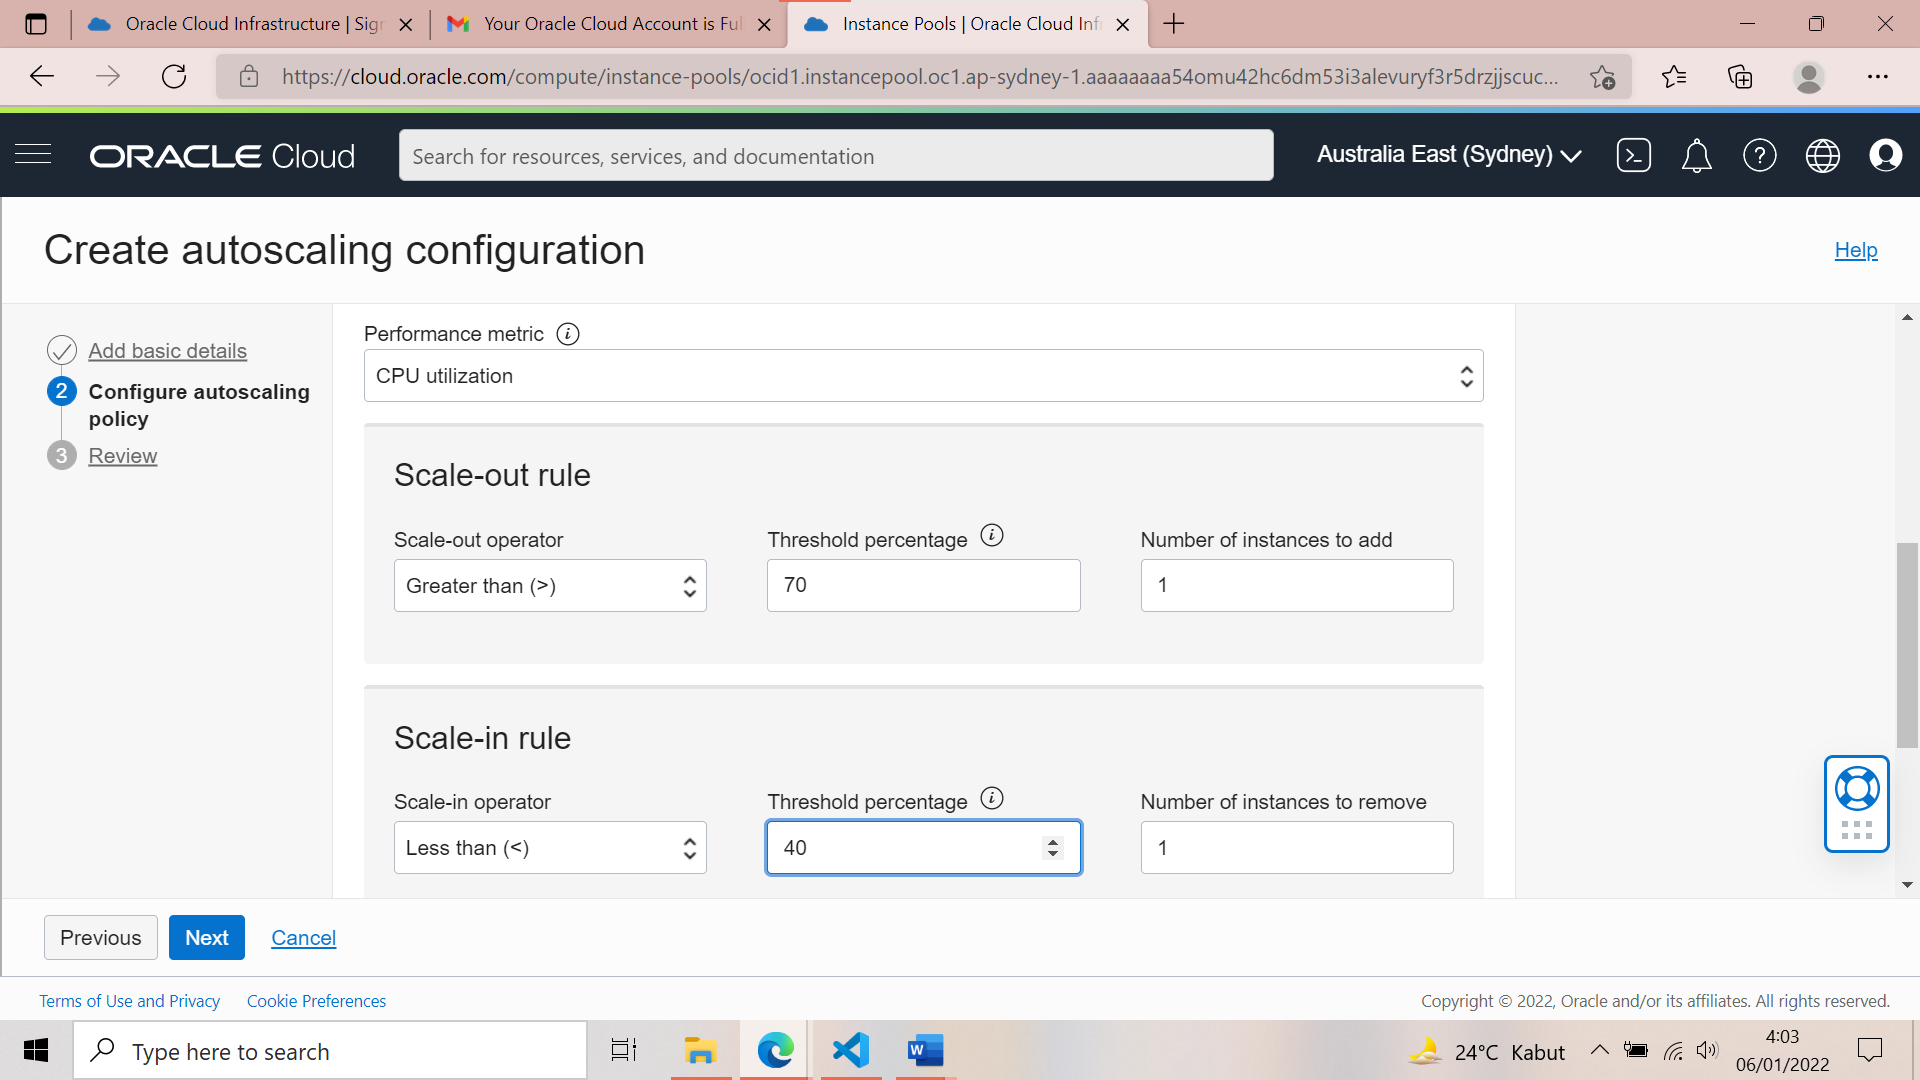 Oracle Cloud Infrastructure | Sign
Your Oracle Cloud Account is Full
Instance Pools | Oracle Cloud Infr
https://cloud.oracle.com/compute/instance-pools/ocid1.instancepool.oc1.ap-sydney-1.aaaaaaaa54omu42hc6dm53i3alevuryf3r5drzjjscuc...
ORACLE Cloud
Search for resources, services, and documentation
Australia East (Sydney)
Create autoscaling configuration
Help
Add basic details
2 Configure autoscaling
policy
3 Review
Performance metric
CPU utilization
Scale-out rule
Scale-out operator
Threshold percentage
Number of instances to add
Greater than (>)
70
1
Scale-in rule
Scale-in operator
Threshold percentage
Number of instances to remove
Less than (<)
40
1
Previous
Next
Cancel
Terms of Use and Privacy
Cookie Preferences
Copyright © 2022, Oracle and/or its affiliates. All rights reserved.
Type here to search
W
24°C Kabut
4:03
06/01/2022